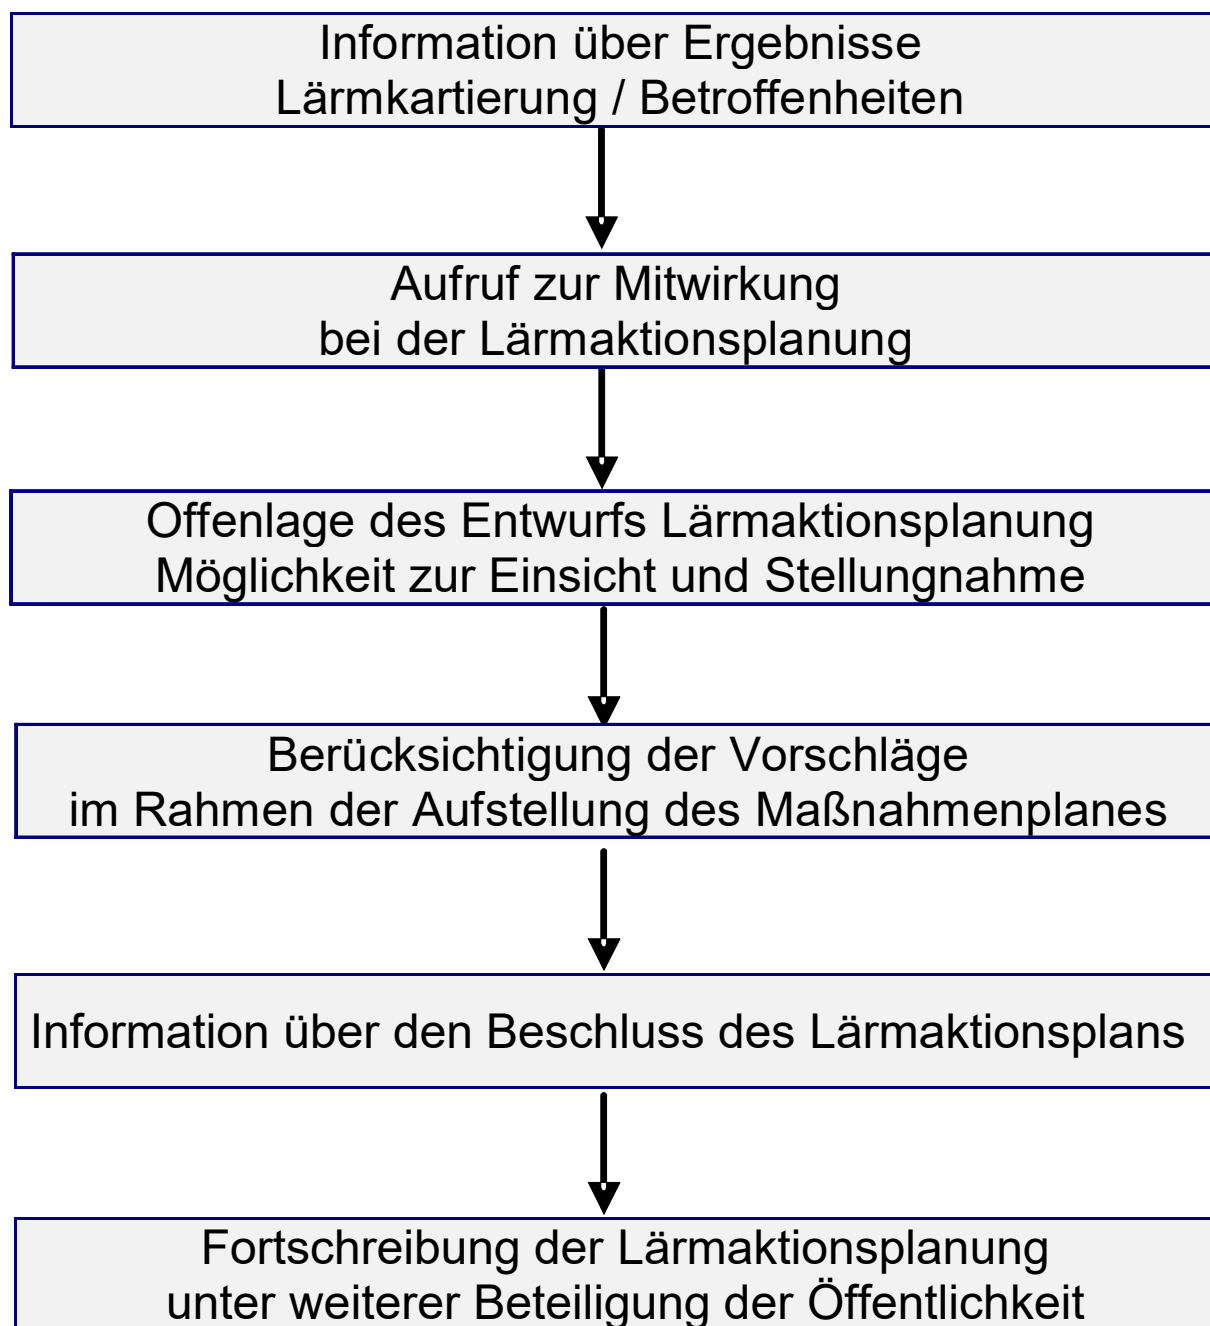 Information über Ergebnisse
Lärmkartierung / Betroffenheiten
Aufruf zur Mitwirkung
bei der Lärmaktionsplanung
Offenlage des Entwurfs Lärmaktionsplanung
Möglichkeit zur Einsicht und Stellungnahme
Berücksichtigung der Vorschläge
im Rahmen der Aufstellung des Maßnahmenplanes
Information über den Beschluss des Lärmaktionsplans
Fortschreibung der Lärmaktionsplanung
unter weiterer Beteiligung der Öffentlichkeit